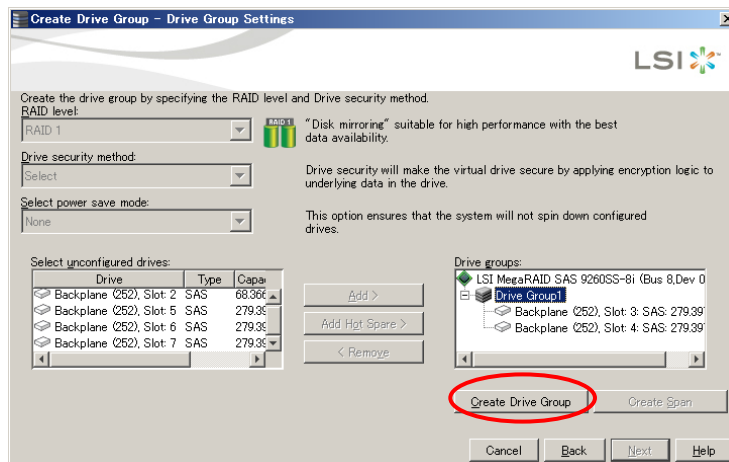 Create Drive Group - Drive Group Settings
LSI
Create the drive group by specifying the RAID level and Drive security method.
RAID level:
RAID 1
RAID 1
"Disk mirroring" suitable for high performance with the best
data availability.
Drive security method:
Select
Drive security will make the virtual drive secure by applying encryption logic to
underlying data in the drive.
Select power save mode:
None
This option ensures that the system will not spin down configured
drives.
Select unconfigured drives:
Drive Type Capa
Backplane (252), Slot: 2 SAS 68.366
Backplane (252), Slot: 5 SAS 279.39
Backplane (252), Slot: 6 SAS 279.39
Backplane (252), Slot: 7 SAS 279.39
Add >
Add Hot Spare >
< Remove
Drive groups:
LSI MegaRAID SAS 9260SS-8i (Bus 8,Dev 0
Drive Group1
Backplane (252), Slot: 3: SAS: 279.39
Backplane (252), Slot: 4: SAS: 279.39
Create Drive Group
Create Span
Cancel
Back
Next
Help